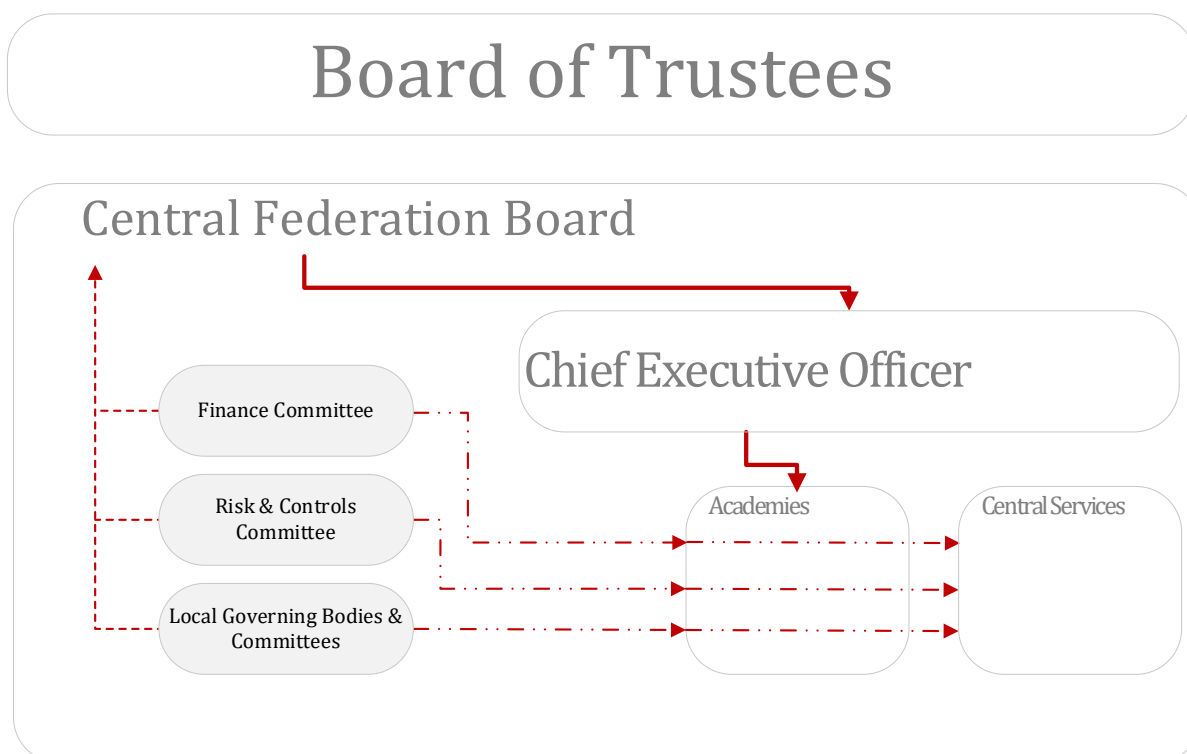 Board of Trustees
Central Federation Board
Chief Executive Officer
Finance Committee
Risk & Controls
Committee
Academies
Central Services
Local Governing Bodies &
Committees